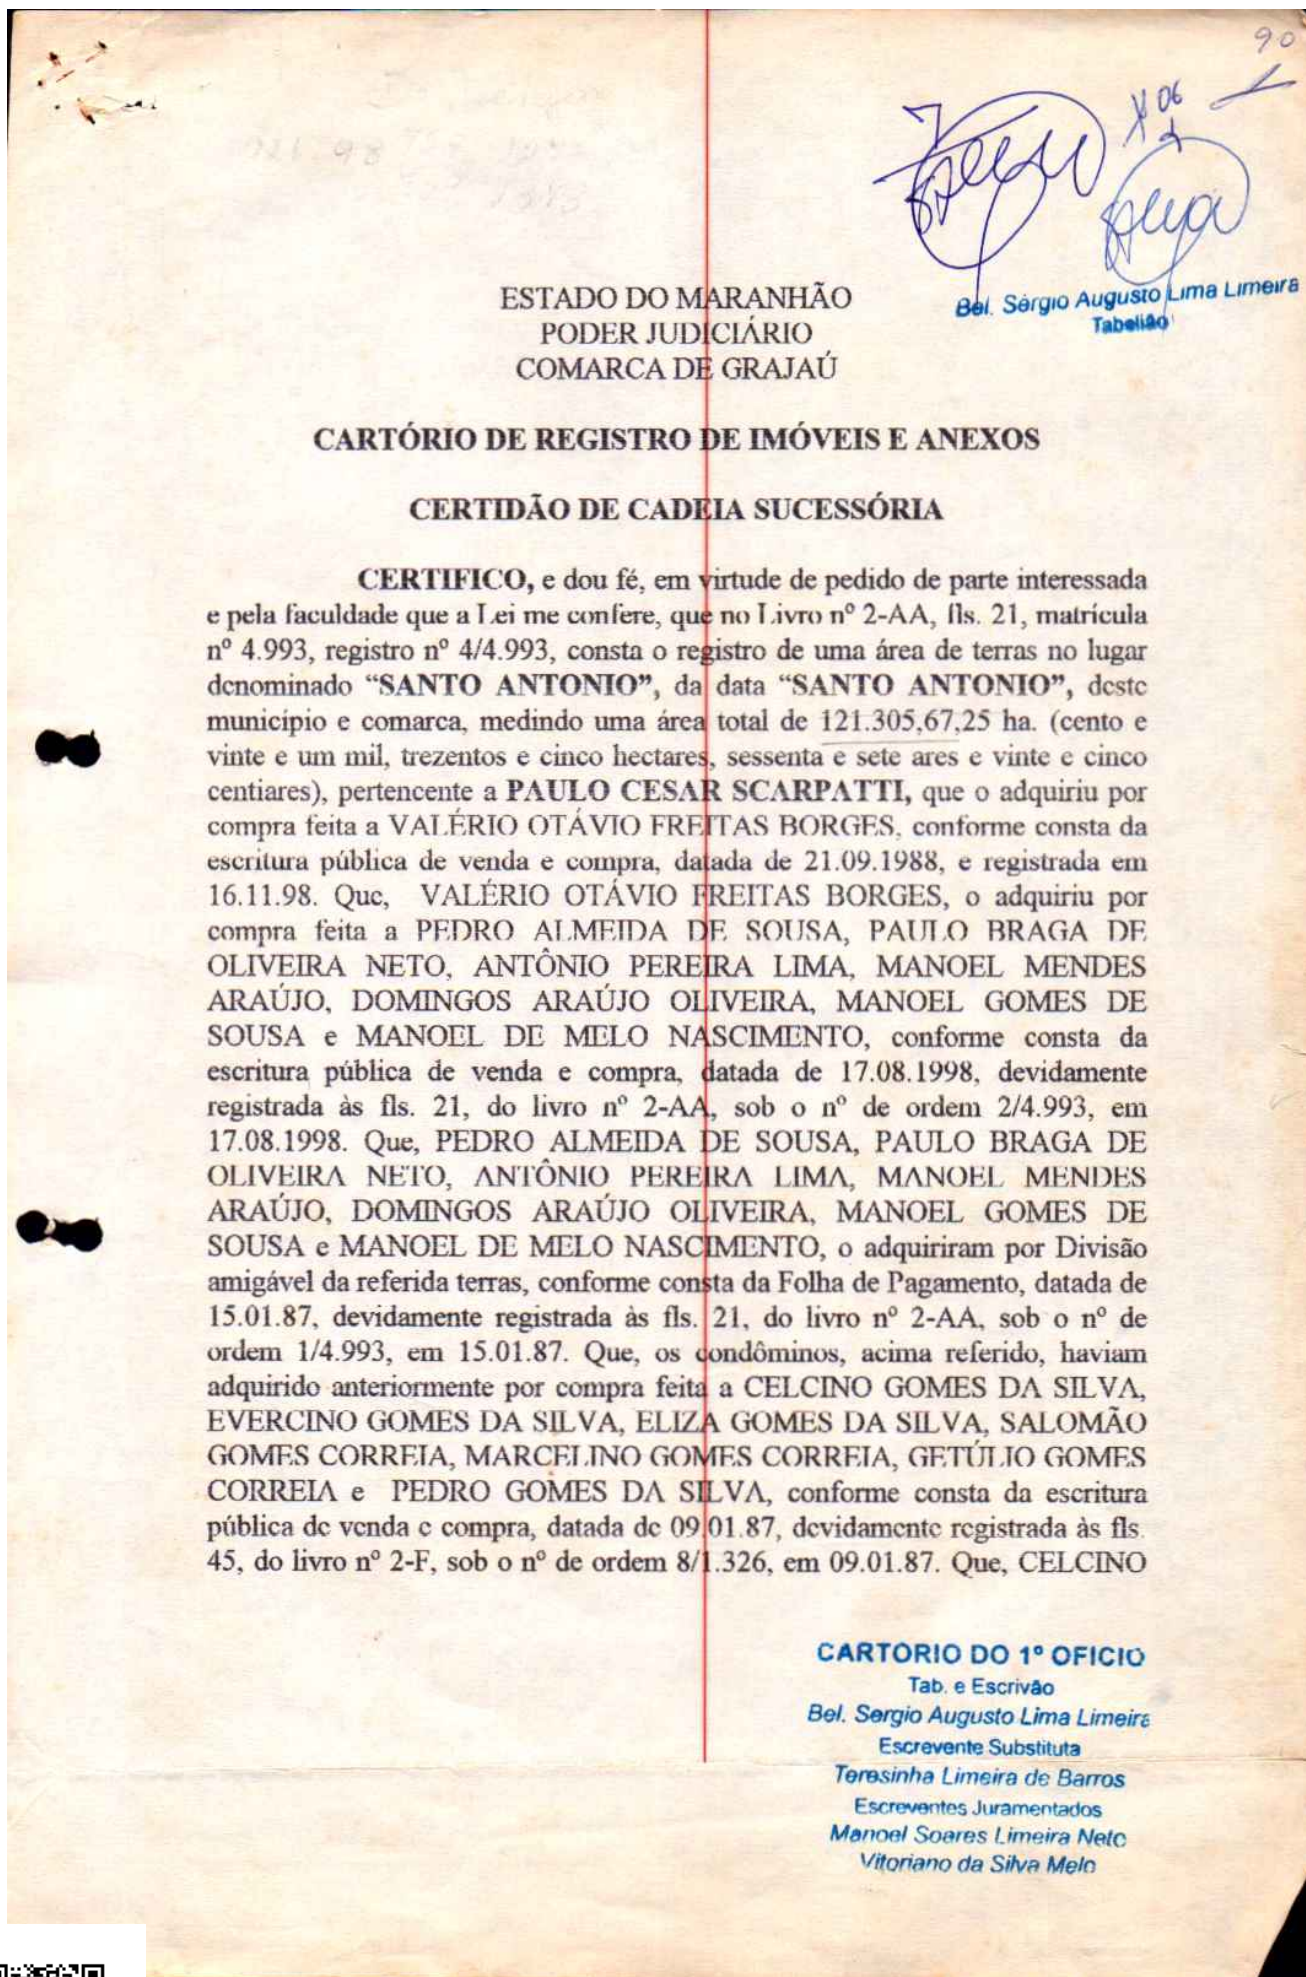 90
06
Bel. Sérgio Augusto Lima Limeira
Tabelião
ESTADO DO MARANHÃO
PODER JUDICIÁRIO
COMARCA DE GRAJAÚ
CARTÓRIO DE REGISTRO DE IMÓVEIS E ANEXOS
CERTIDÃO DE CADEIA SUCESSÓRIA
CERTIFICO, e dou fé, em virtude de pedido de parte interessada
e pela faculdade que a Lei me confere, que no Livro nº 2-AA, fls. 21, matrícula
nº 4.993, registro nº 4/4.993, consta o registro de uma área de terras no lugar
denominado “SANTO ANTONIO”, da data “SANTO ANTONIO”, deste
município e comarca, medindo uma área total de 121.305,67,25 ha. (cento e
vinte e um mil, trezentos e cinco hectares, sessenta e sete ares e vinte e cinco
centiares), pertencente a PAULO CESAR SCARPATTI, que o adquiriu por
compra feita a VALÉRIO OTÁVIO FREITAS BORGES, conforme consta da
escritura pública de venda e compra, datada de 21.09.1988, e registrada em
16.11.98. Que, VALÉRIO OTÁVIO FREITAS BORGES, o adquiriu por
compra feita a PEDRO ALMEIDA DE SOUSA, PAULO BRAGA DE
OLIVEIRA NETO, ANTÔNIO PEREIRA LIMA, MANOEL MENDES
ARAÚJO, DOMINGOS ARAÚJO OLIVEIRA, MANOEL GOMES DE
SOUSA e MANOEL DE MELO NASCIMENTO, conforme consta da
escritura pública de venda e compra, datada de 17.08.1998, devidamente
registrada às fls. 21, do livro nº 2-AA, sob o nº de ordem 2/4.993, em
17.08.1998. Que, PEDRO ALMEIDA DE SOUSA, PAULO BRAGA DE
OLIVEIRA NETO, ANTÔNIO PEREIRA LIMA, MANOEL MENDES
ARAÚJO, DOMINGOS ARAÚJO OLIVEIRA, MANOEL GOMES DE
SOUSA e MANOEL DE MELO NASCIMENTO, o adquiriram por Divisão
amigável da referida terras, conforme consta da Folha de Pagamento, datada de
15.01.87, devidamente registrada às fls. 21, do livro nº 2-AA, sob o nº de
ordem 1/4.993, em 15.01.87. Que, os condôminos, acima referido, haviam
adquirido anteriormente por compra feita a CELCINO GOMES DA SILVA,
EVERCINO GOMES DA SILVA, ELIZA GOMES DA SILVA, SALOMÃO
GOMES CORREIA, MARCELINO GOMES CORREIA, GETÚLIO GOMES
CORREIA e PEDRO GOMES DA SILVA, conforme consta da escritura
pública de venda e compra, datada de 09.01.87, devidamente registrada às fls.
45, do livro nº 2-F, sob o nº de ordem 8/1.326, em 09.01.87. Que, CELCINO
CARTORIO DO 1º OFICIO
Tab. e Escrivão
Bel. Sergio Augusto Lima Limeira
Escrevente Substituta
Teresinha Limeira de Barros
Escreventes Juramentados
Manoel Soares Limeira Neto
Vitoriano da Silva Melo